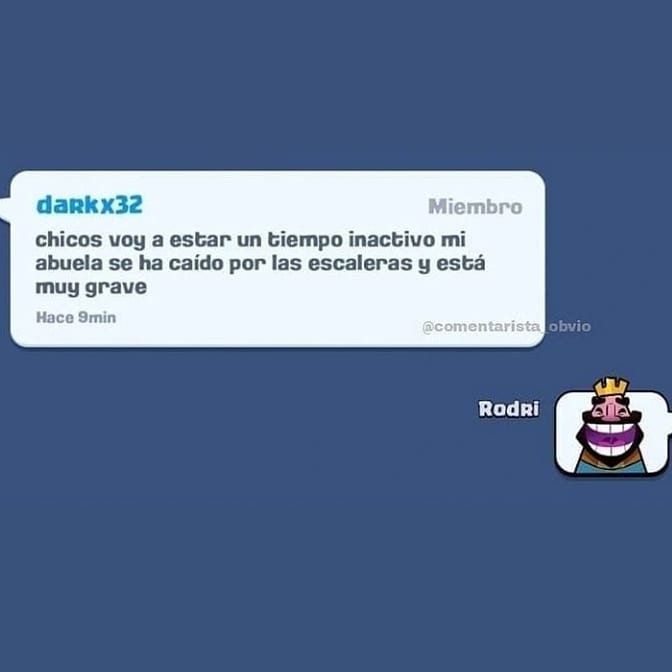 darkx32
Miembro
chicos voy a estar un tiempo inactivo mi
abuela se ha caído por las escaleras y está
muy grave
Hace 9min
@comentarista_obvio
Rodri